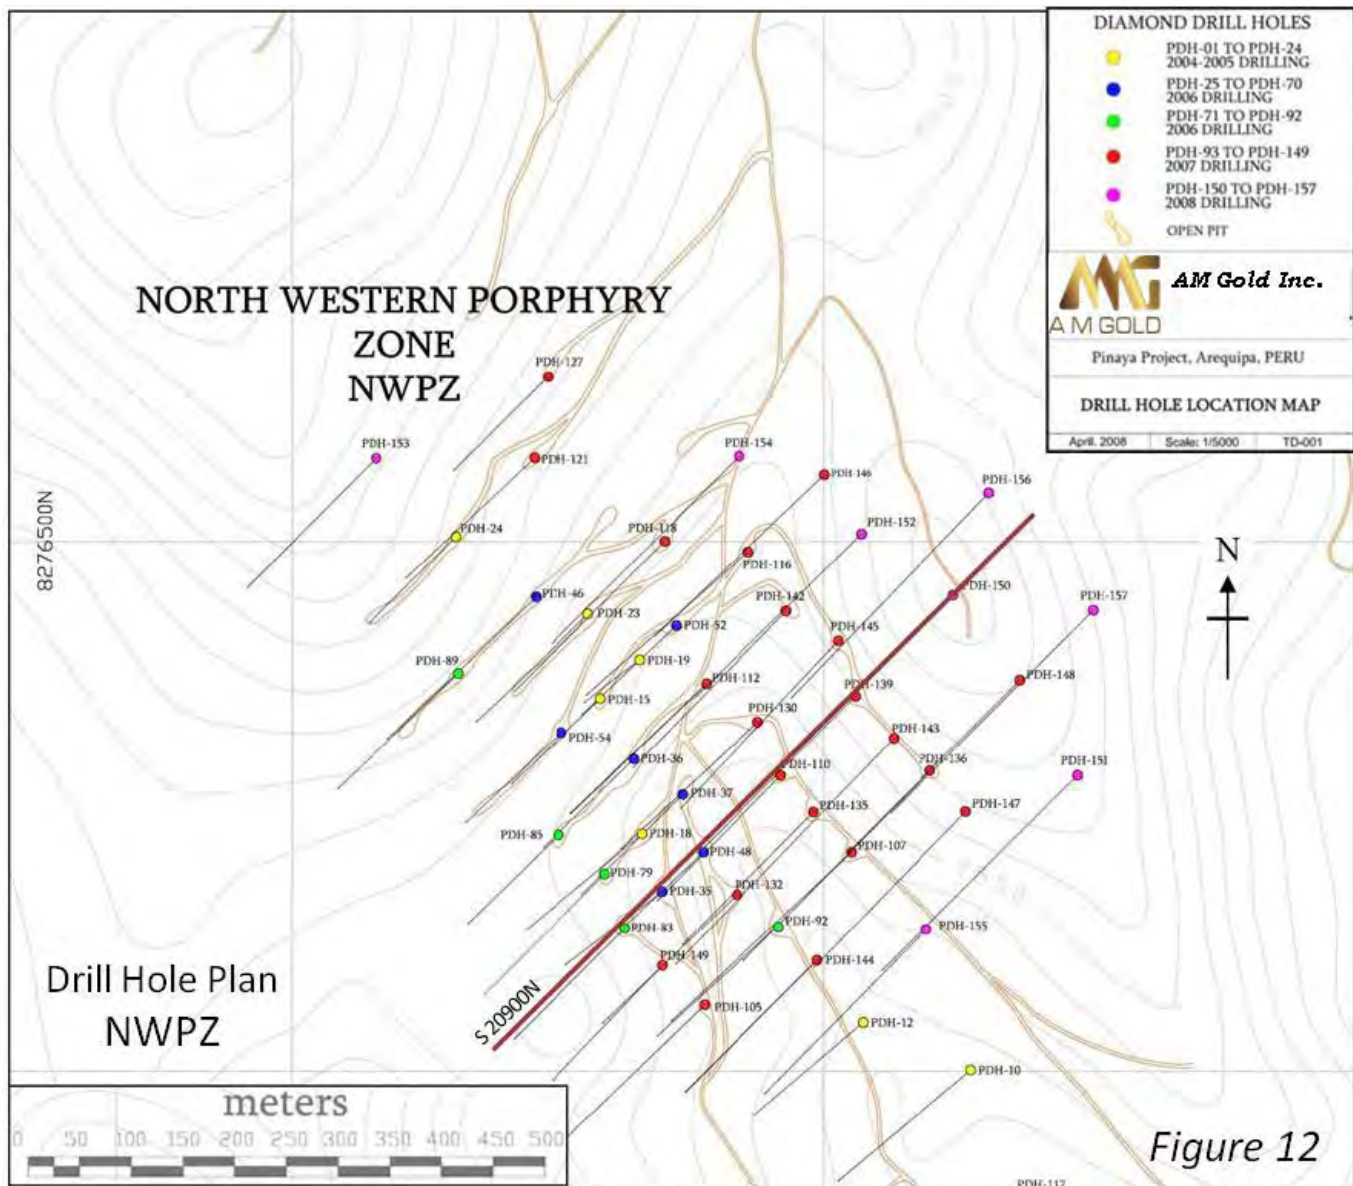 DIAMOND DRILL HOLES
PDH-01 TO PDH-24
2004-2005 DRILLING
PDH-25 TO PDH-70
2006 DRILLING
PDH-71 TO PDH-92
2006 DRILLING
PDH-93 TO PDH-149
2007 DRILLING
PDH-150 TO PDH-157
2008 DRILLING
OPEN PIT
AM Gold Inc.
A M GOLD
Pinaya Project, Arequipa, PERU
DRILL HOLE LOCATION MAP
April, 2008 Scale: 1/5000 TD-001
NORTH WESTERN PORPHYRY
ZONE
NWPZ
PDH-127
PDH-153
PDH-121
PDH-154
PDH-146
PDH-156
PDH-24
PDH-118
PDH-152
8276500N
N
PDH-116
PDH-46
PDH-142
PDH-150
PDH-157
PDH-23
PDH-52
PDH-145
PDH-19
PDH-89
PDH-112
PDH-148
PDH-139
PDH-15
PDH-130
PDH-54
PDH-143
PDH-36
PDH-110
PDH-136
PDH-151
PDH-37
PDH-135
PDH-147
PDH-85
PDH-18
PDH-48
PDH-107
PDH-79
PDH-35
PDH-132
PDH-83
PDH-92
PDH-155
PDH-149
PDH-144
PDH-105
PDH-12
PDH-10
S 20900N
Drill Hole Plan
NWPZ
meters
0 50 100 150 200 250 300 350 400 450 500
Figure 12
PDH-117